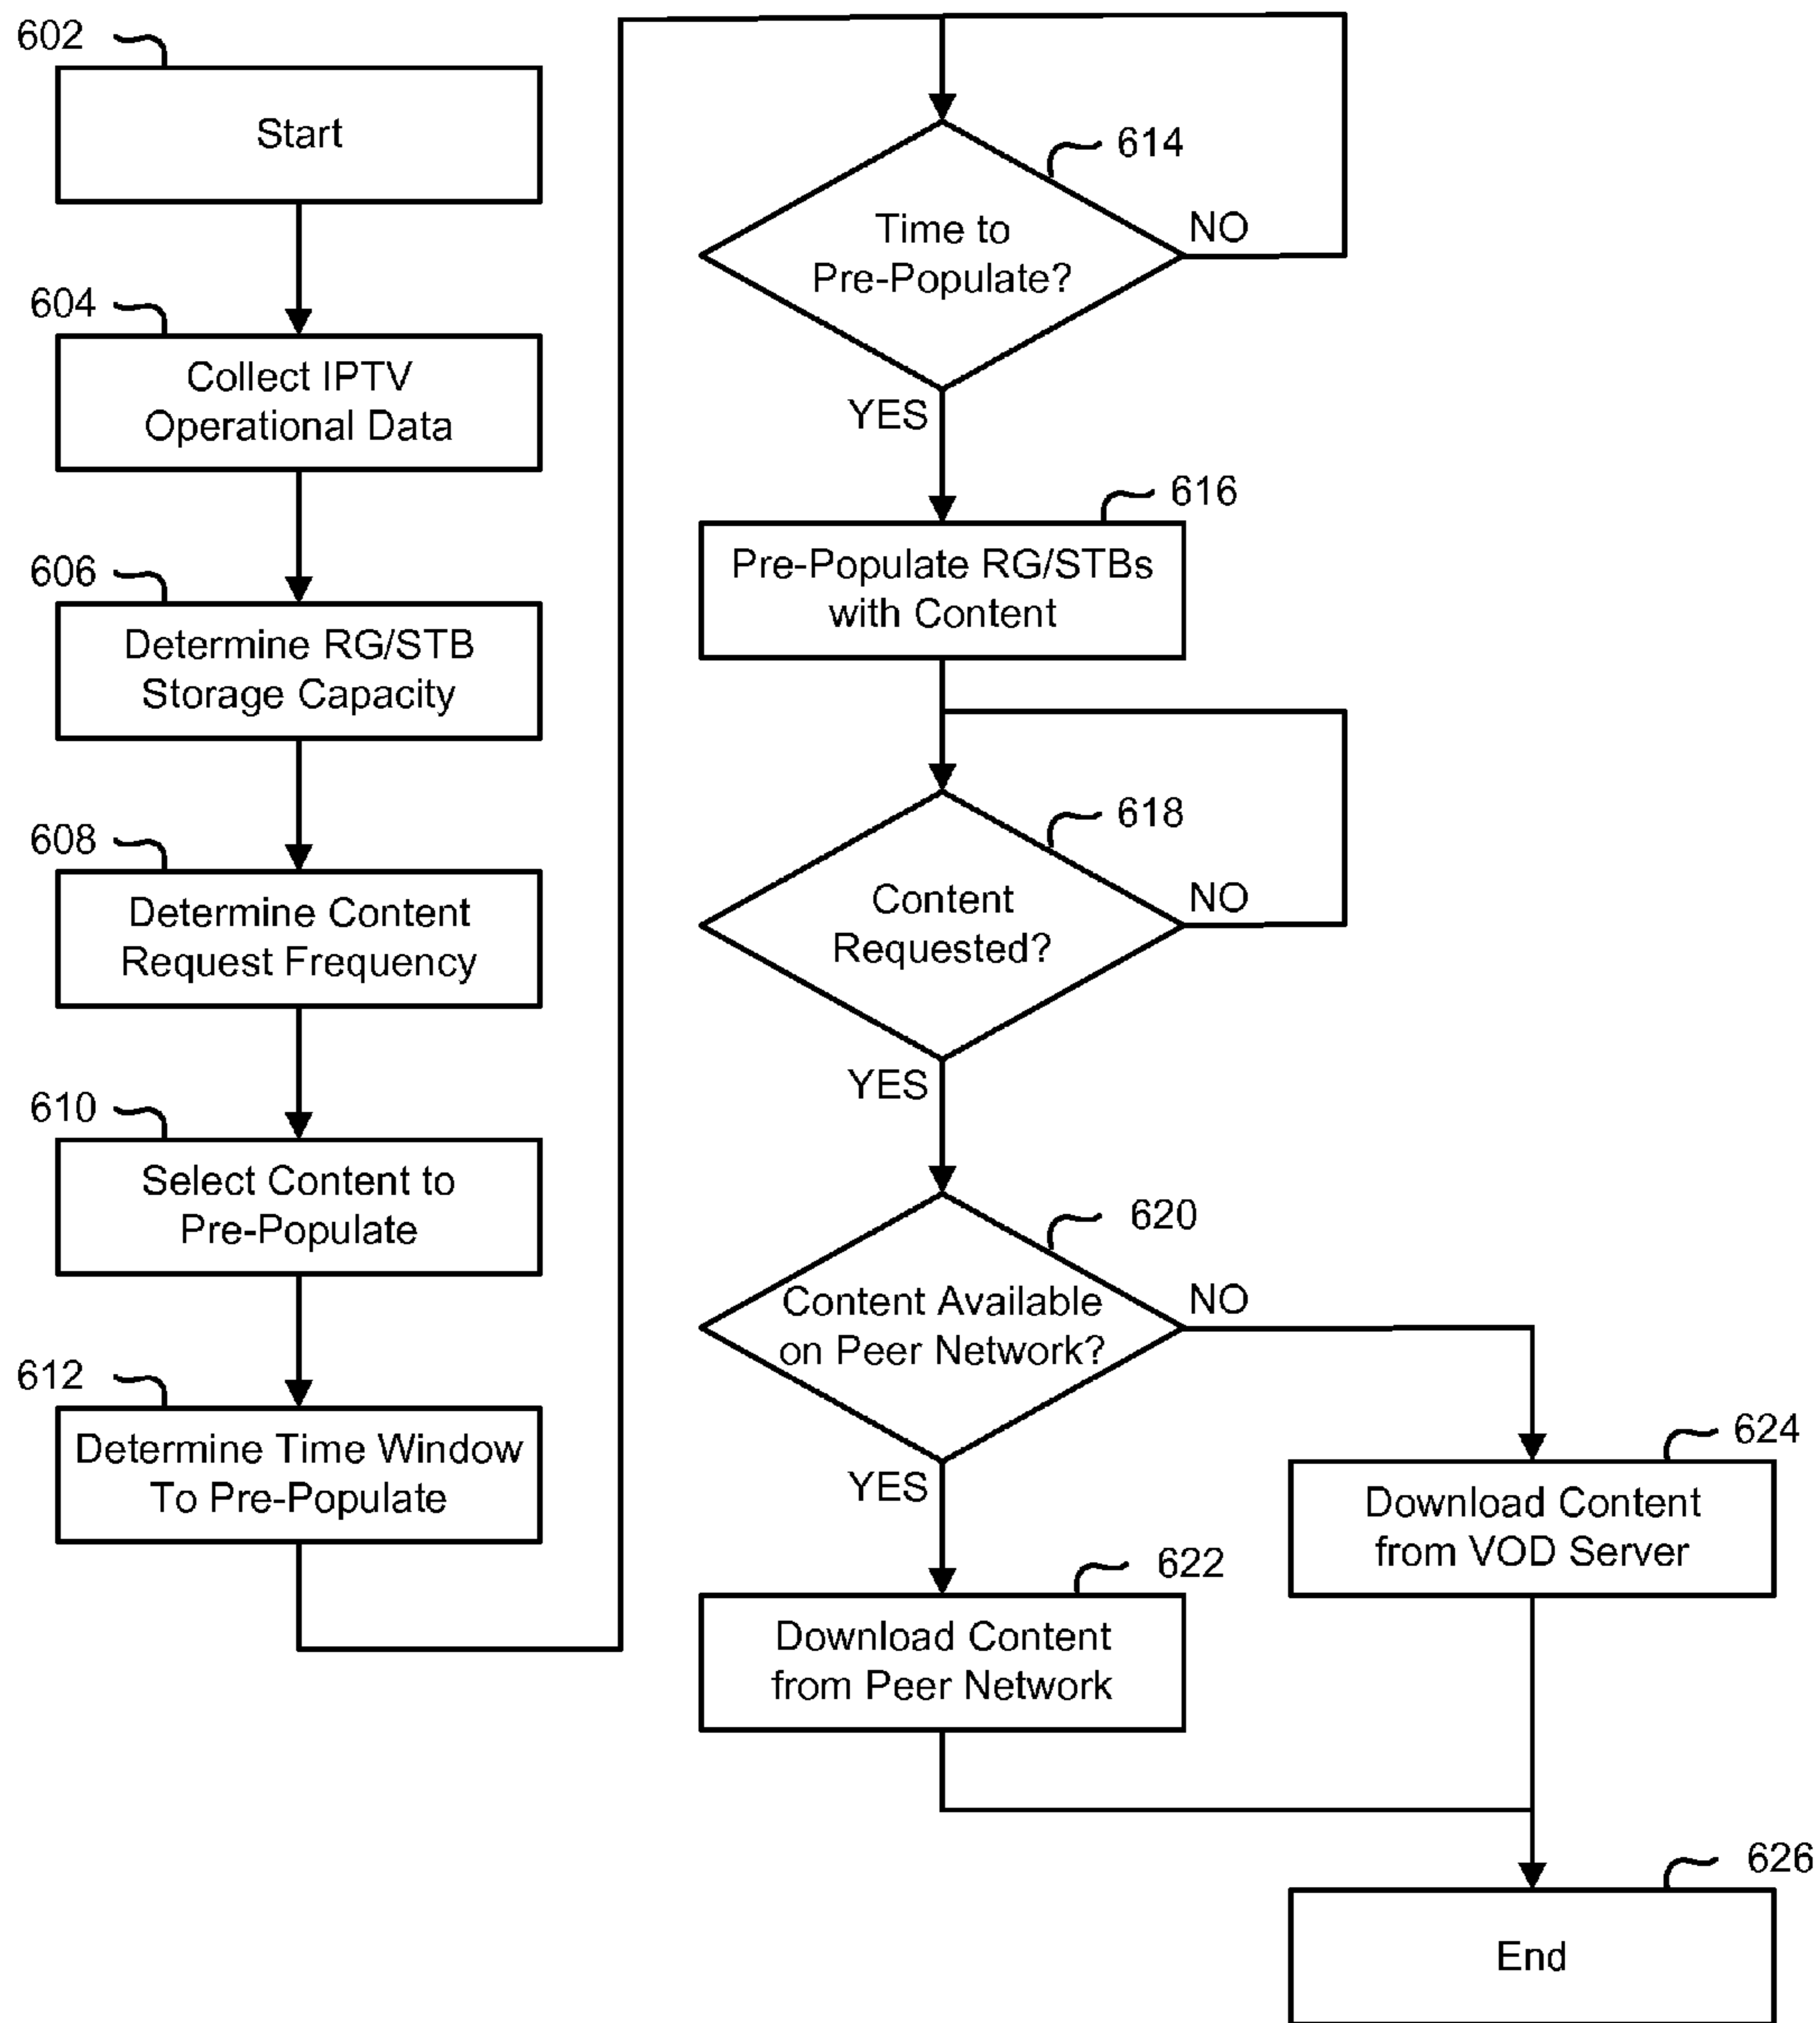 602
Start
604
Collect IPTV
Operational Data
606
Determine RG/STB
Storage Capacity
608
Determine Content
Request Frequency
610
Select Content to
Pre-Populate
612
Determine Time Window
To Pre-Populate
614
Time to
Pre-Populate?
NO
YES
616
Pre-Populate RG/STBs
with Content
618
Content
Requested?
NO
YES
620
Content Available
on Peer Network?
NO
YES
622
Download Content
from Peer Network
624
Download Content
from VOD Server
626
End